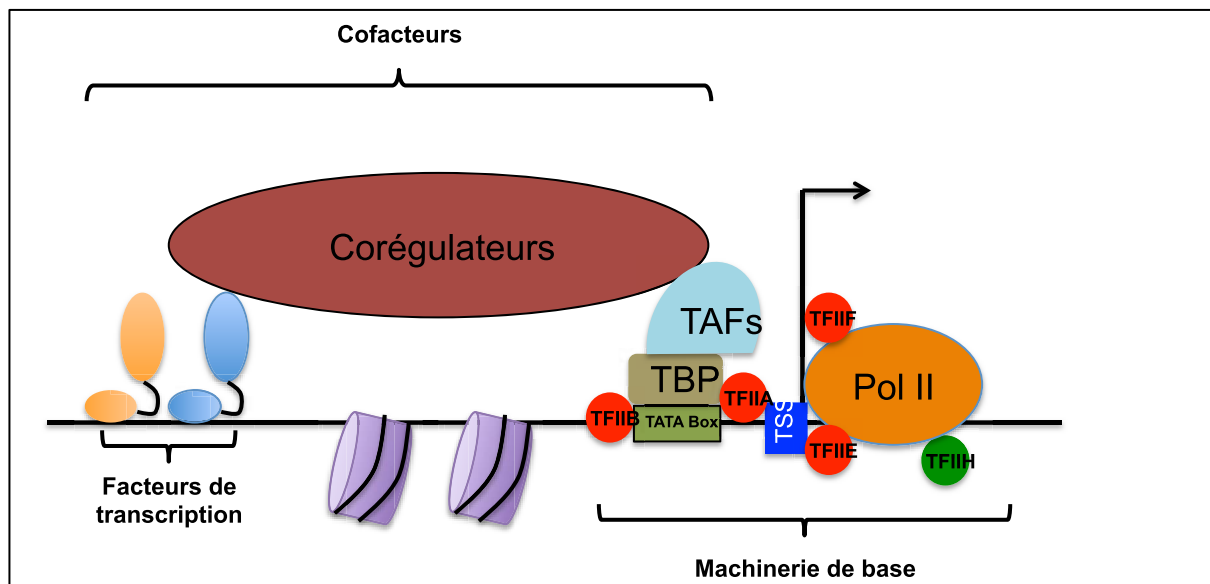 Cofacteurs
Corégulateurs
TAFs
TFIIF
TBP
Pol II
TFIIA
TFIIB
TATA Box
TSS
TFIIE
TFIIH
Facteurs de
transcription
Machinerie de base